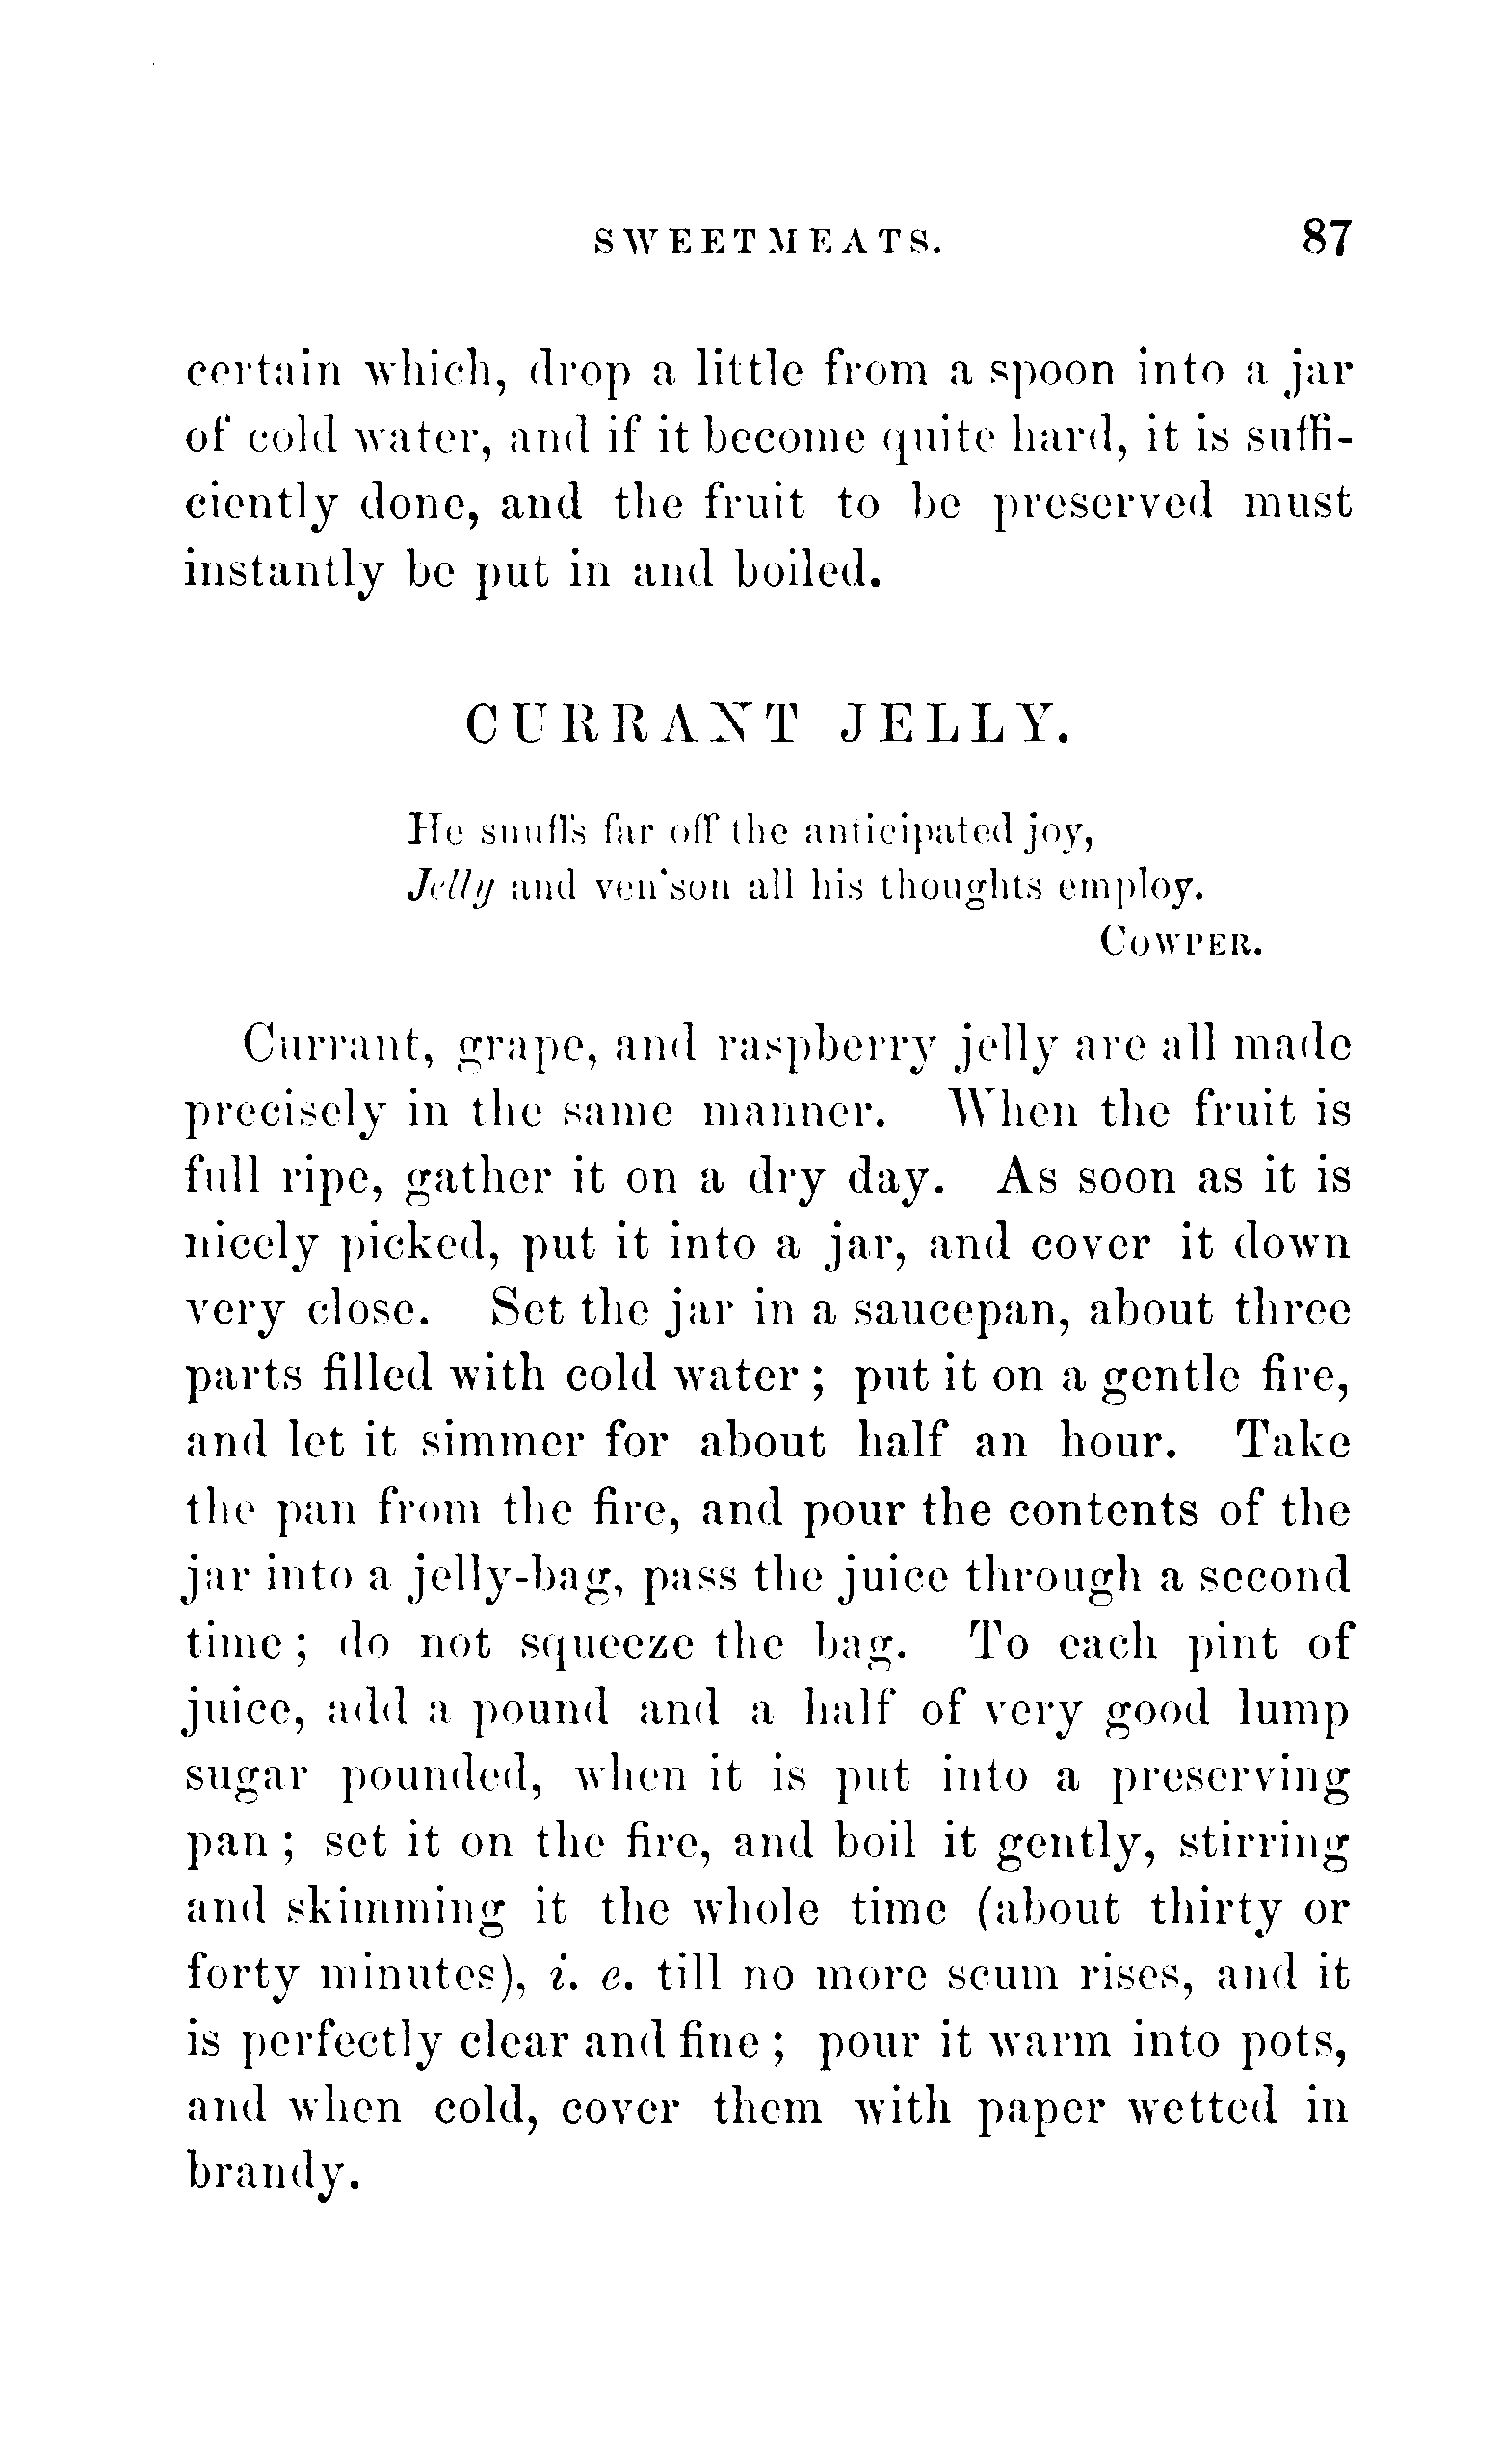 SWEETMEATS. 87
certain which, drop a little from a spoon into a jar
of cold water, and if it become quite hard, it is suffi-
ciently done, and the fruit to be preserved must
instantly be put in and boiled.
CURRANT JELLY.
He snuffs far off the anticipated joy,
Jelly and ven'son all his thoughts employ.
COWPER.
Currant, grape, and raspberry jelly are all made
precisely in the same manner. When the fruit is
full ripe, gather it on a dry day. As soon as it is
nicely picked, put it into a jar, and cover it down
very close. Set the jar in a saucepan, about three
parts filled with cold water; put it on a gentle fire,
and let it simmer for about half an hour. Take
the pan from the fire, and pour the contents of the
jar into a jelly-bag, pass the juice through a second
time; do not squeeze the bag. To each pint of
juice, add a pound and a half of very good lump
sugar pounded, when it is put into a preserving
pan; set it on the fire, and boil it gently, stirring
and skimming it the whole time (about thirty or
forty minutes), i. e. till no more scum rises, and it
is perfectly clear and fine; pour it warm into pots,
and when cold, cover them with paper wetted in
brandy.